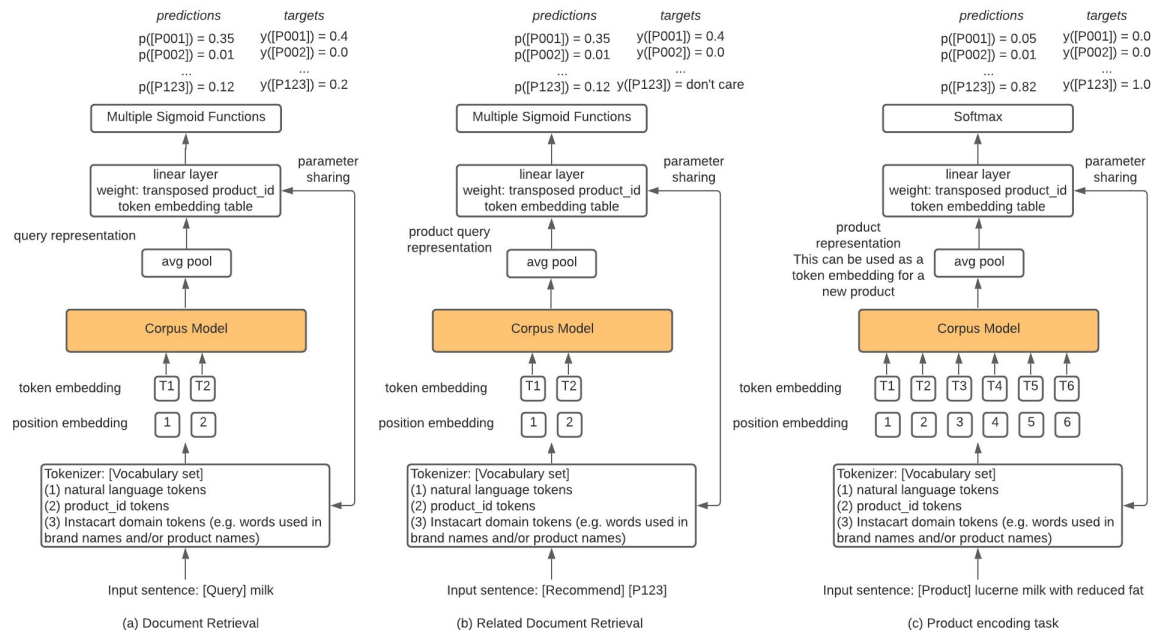 predictions targets
p([P001]) = 0.35 y([P001]) = 0.4
p([P002]) = 0.01 y([P002]) = 0.0
... ...
p([P123]) = 0.12 y([P123]) = 0.2
Multiple Sigmoid Functions
linear layer
weight: transposed product_id
token embedding table
parameter
sharing
query representation
avg pool
Corpus Model
token embedding T1 T2
position embedding 1 2
Tokenizer: [Vocabulary set]
(1) natural language tokens
(2) product_id tokens
(3) Instacart domain tokens (e.g. words used in
brand names and/or product names)
Input sentence: [Query] milk
(a) Document Retrieval
predictions targets
p([P001]) = 0.35 y([P001]) = 0.4
p([P002]) = 0.01 y([P002]) = 0.0
... ...
p([P123]) = 0.12 y([P123]) = don't care
Multiple Sigmoid Functions
linear layer
weight: transposed product_id
token embedding table
parameter
sharing
product query
representation
avg pool
Corpus Model
token embedding T1 T2
position embedding 1 2
Tokenizer: [Vocabulary set]
(1) natural language tokens
(2) product_id tokens
(3) Instacart domain tokens (e.g. words used in
brand names and/or product names)
Input sentence: [Recommend] [P123]
(b) Related Document Retrieval
predictions targets
p([P001]) = 0.05 y([P001]) = 0.0
p([P002]) = 0.01 y([P002]) = 0.0
... ...
p([P123]) = 0.82 y([P123]) = 1.0
Softmax
linear layer
weight: transposed product_id
token embedding table
parameter
sharing
product
representation
This can be used as a
token embedding for a
new product
avg pool
Corpus Model
token embedding T1 T2 T3 T4 T5 T6
position embedding 1 2 3 4 5 6
Tokenizer: [Vocabulary set]
(1) natural language tokens
(2) product_id tokens
(3) Instacart domain tokens (e.g. words used in
brand names and/or product names)
Input sentence: [Product] lucerne milk with reduced fat
(c) Product encoding task